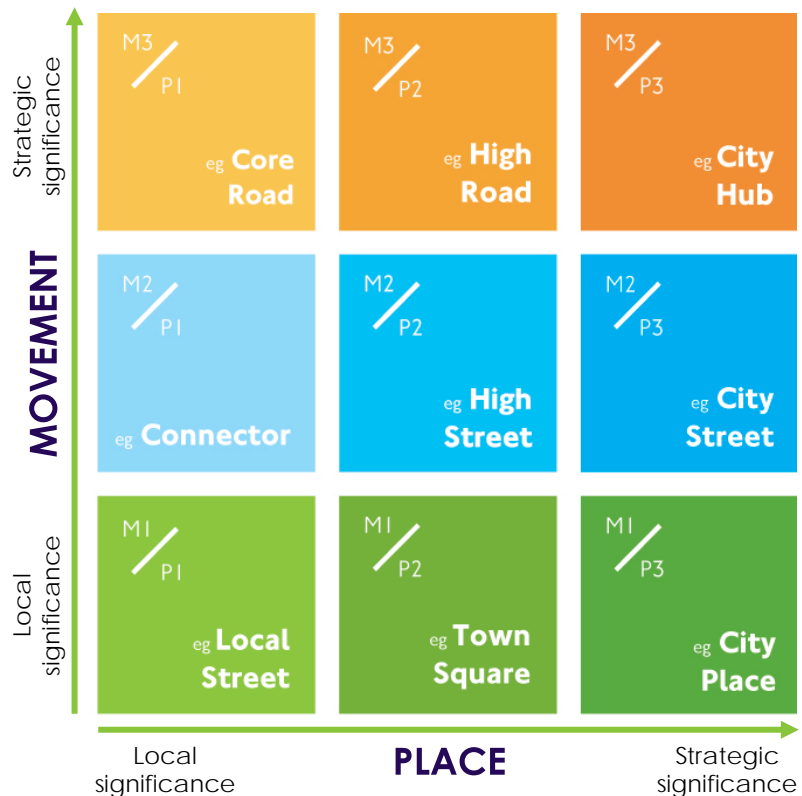 Strategic
significance
MOVEMENT
Local
significance
M3
P1
eg Core
Road
M3
P2
eg High
Road
M3
P3
eg City
Hub
M2
P1
eg Connector
M2
P2
eg High
Street
M2
P3
eg City
Street
M1
P1
eg Local
Street
M1
P2
eg Town
Square
M1
P3
eg City
Place
Local
significance
PLACE
Strategic
significance